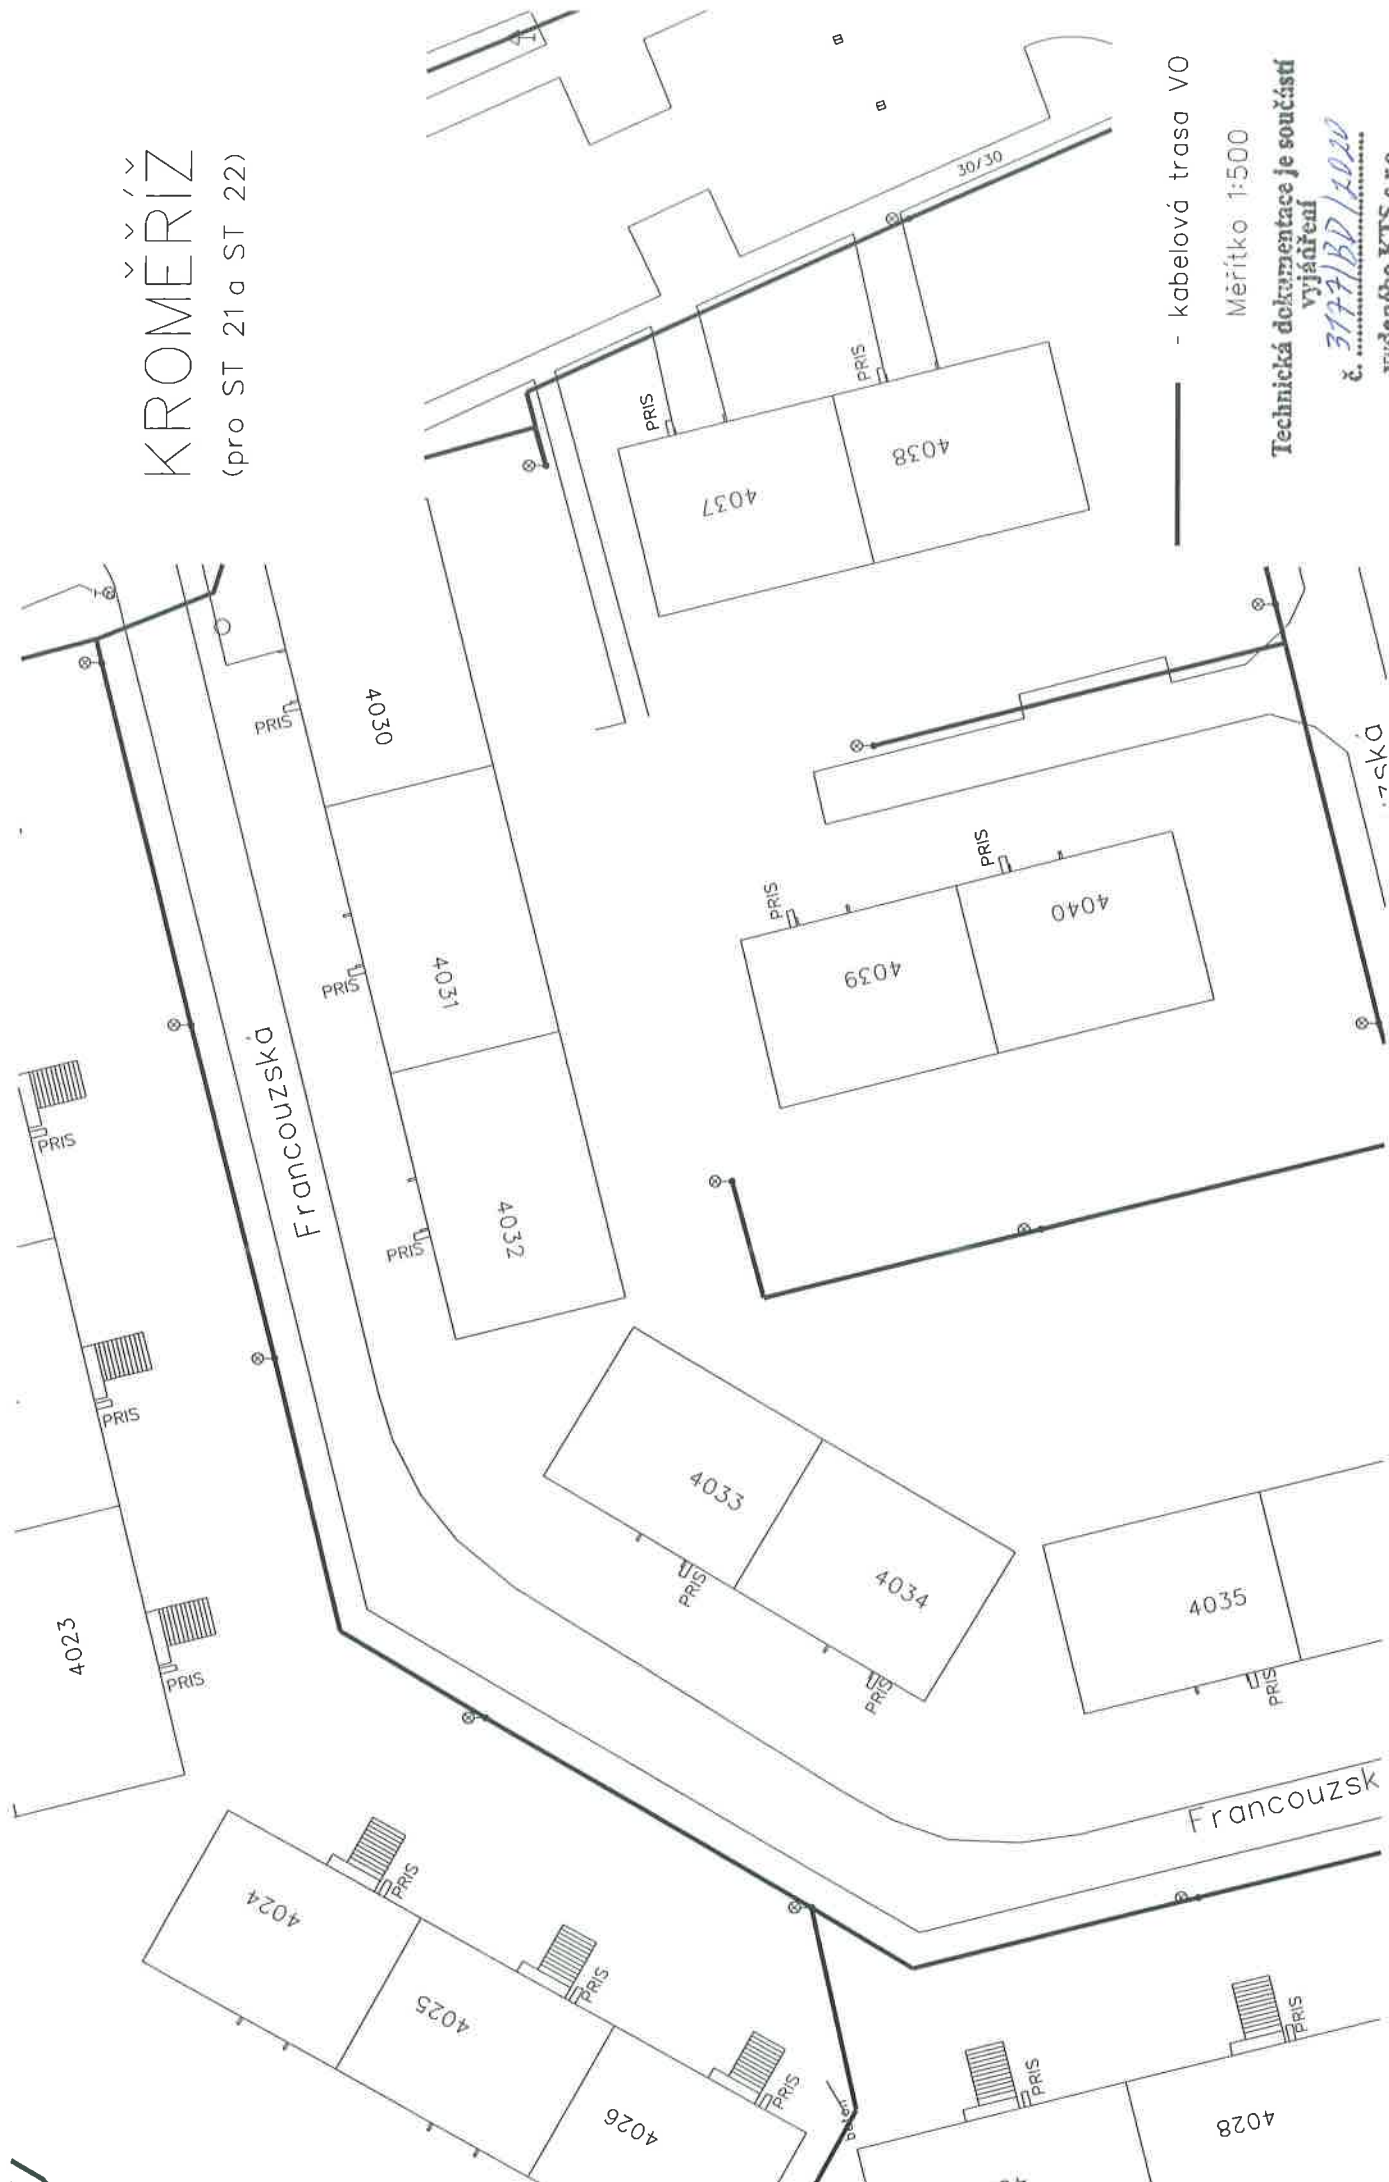 KROMĚŘÍŽ
(pro ST 21 a ST 22)
30/30
PRIS
PRIS
4037
4038
- kabelová trasa VO
Měřítko 1:500
Technická dokumentace je součástí
vyjádření
č. 3177/BD/2020
PRIS
4030
PRIS
4031
PRIS
4032
Francouzská
PRIS
4039
PRIS
4040
PRIS
PRIS
PRIS
4023
4033
PRIS
4034
PRIS
4035
PRIS
Francouzsk
4024
PRIS
4025
PRIS
4026
PRIS
PRIS
PRIS
4028